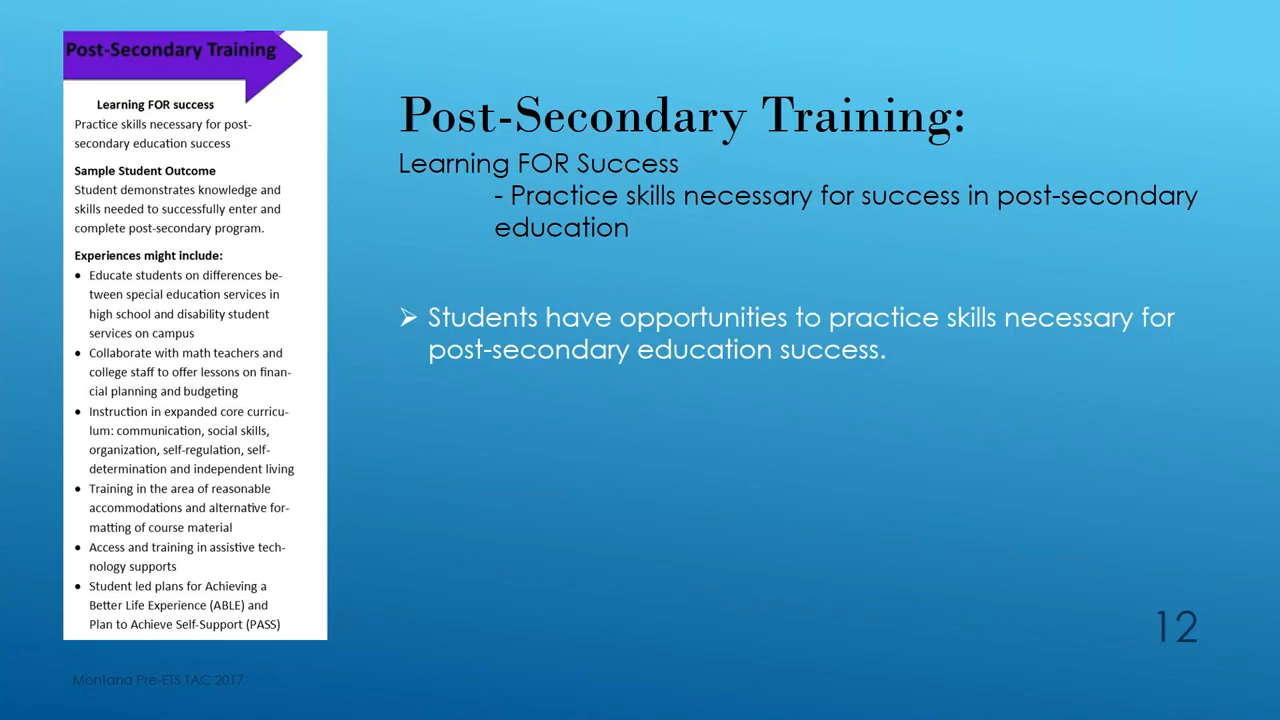 Post-Secondary Training
Learning FOR success
Practice skills necessary for post-
secondary education success
Sample Student Outcome
Student demonstrates knowledge and
skills needed to successfully enter and
complete post-secondary program.
Experiences might include:
• Educate students on differences be-
tween special education services in
high school and disability student
services on campus
• Collaborate with math teachers and
college staff to offer lessons on finan-
cial planning and budgeting
• Instruction in expanded core curricu-
lum: communication, social skills,
organization, self-regulation, self-
determination and independent living
• Training in the area of reasonable
accommodations and alternative for-
matting of course material
• Access and training in assistive tech-
nology supports
• Student led plans for Achieving a
Better Life Experience (ABLE) and
Plan to Achieve Self-Support (PASS)
Post-Secondary Training:
Learning FOR Success
- Practice skills necessary for success in post-secondary
education
➢ Students have opportunities to practice skills necessary for
post-secondary education success.
12
Montana Pre-ETS TAC 2017